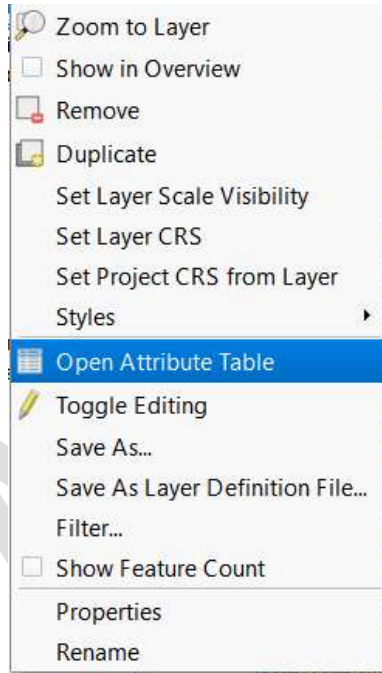 Zoom to Layer
Show in Overview
Remove
Duplicate
Set Layer Scale Visibility
Set Layer CRS
Set Project CRS from Layer
Styles
Open Attribute Table
Toggle Editing
Save As...
Save As Layer Definition File...
Filter...
Show Feature Count
Properties
Rename